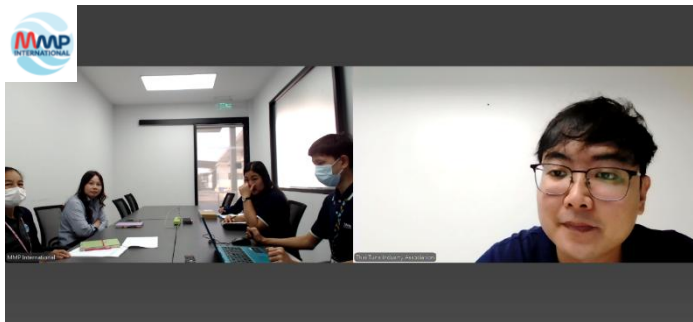 MMP
INTERNATIONAL
MMP International
Thai Tuna Industry Association